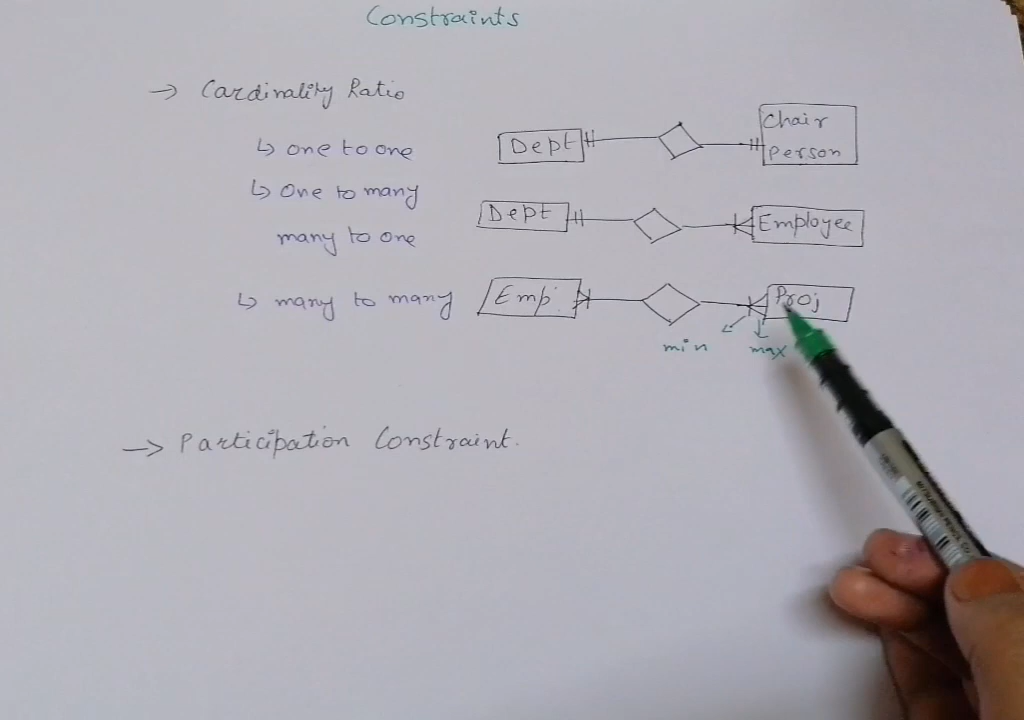 Constraints
→ Cardinality Ratio
↳ one to one
Dept
Chair
person
↳ One to many
Dept
Employee
many to one
↳ many to many
Emp.
Proj
min
max
→ Participation Constraint.